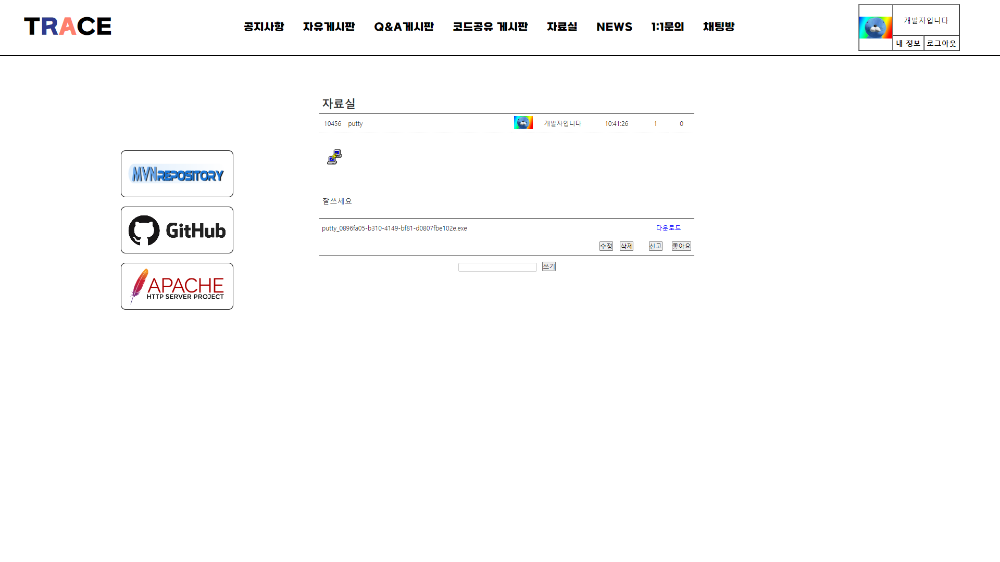 TRACE
공지사항 자유게시판 Q&A게시판 코드공유 게시판 자료실 NEWS 1:1문의 채팅방
개발자입니다
내 정보 로그아웃
자료실
10456 putty 개발자입니다 10:41:26 1 0
MVNREPOSITORY
GitHub
APACHE
HTTP SERVER PROJECT
잘쓰세요
putty_0896fa05-b310-4149-bf81-d0807fbe102e.exe 다운로드
수정 삭제 신고 좋아요
쓰기